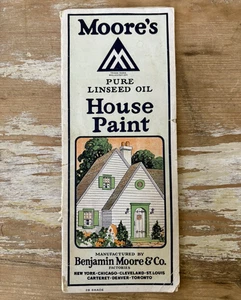 Moore's
PURE
LINSEED OIL
House
Paint
MANUFACTURED BY
Benjamin Moore & Co.
FACTORIES
NEW YORK·CHICAGO·CLEVELAND·ST. LOUIS
CARTERET·DENVER·TORONTO